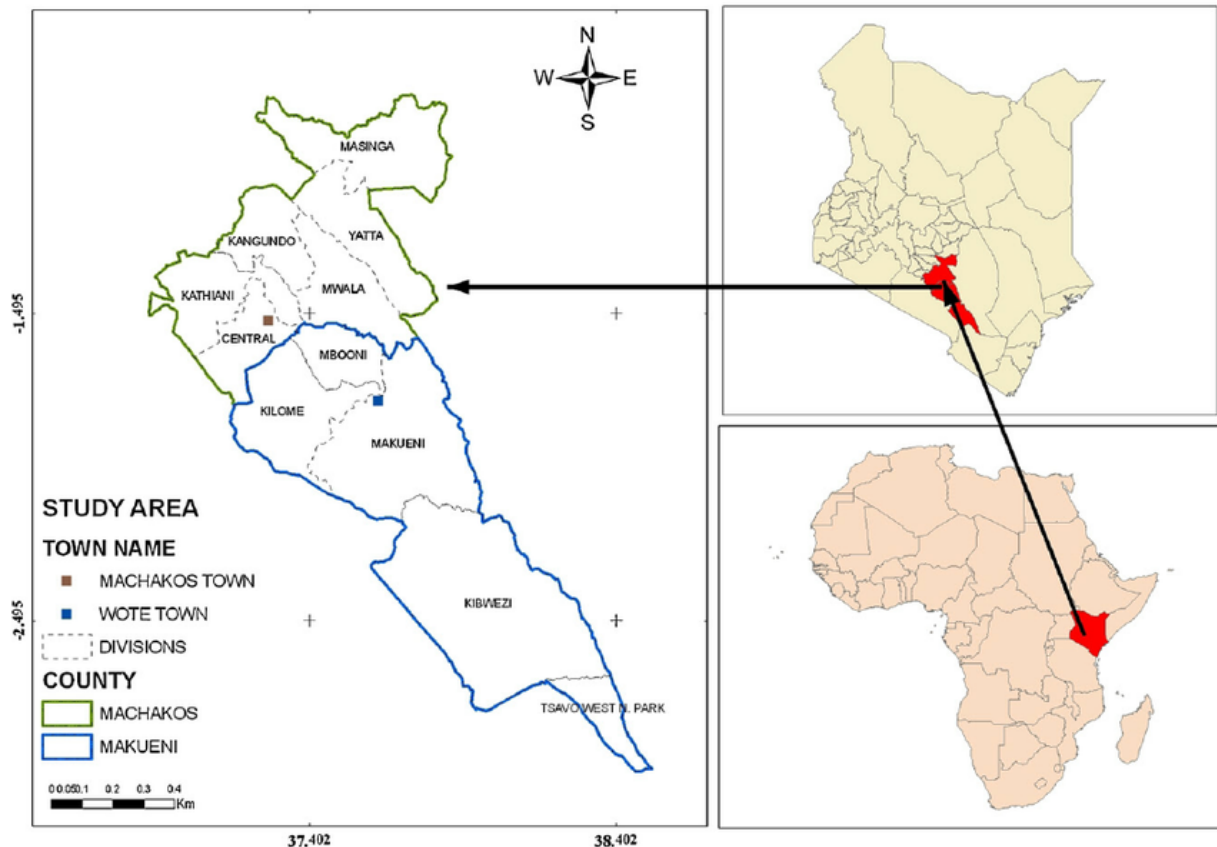 N
W E
S
MASINGA
YATTA
KANGUNDO
MWALA
KATHIANI
CENTRAL
MBOONI
KILOME
MAKUENI
KIBWEZI
TSAVO WEST N. PARK
-1.495
-2.495
STUDY AREA
TOWN NAME
MACHAKOS TOWN
WOTE TOWN
DIVISIONS
COUNTY
MACHAKOS
MAKUENI
0 0.050.1 0.2 0.3 0.4
Km
37.402 38.402